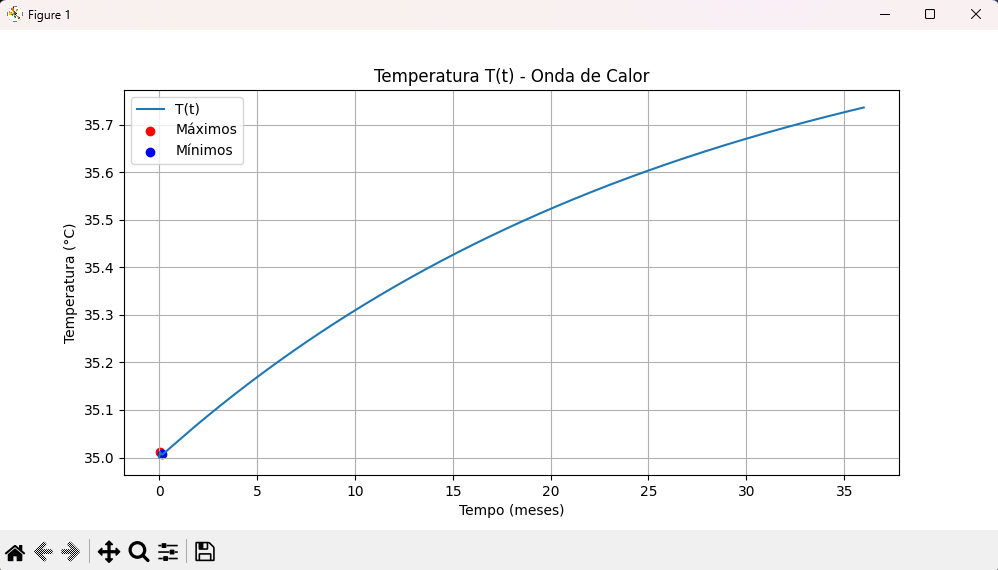 Figure 1
Temperatura T(t) - Onda de Calor
T(t)
Máximos
Mínimos
35.7
35.6
35.5
35.4
35.3
35.2
35.1
35.0
Temperatura (°C)
0 5 10 15 20 25 30 35
Tempo (meses)